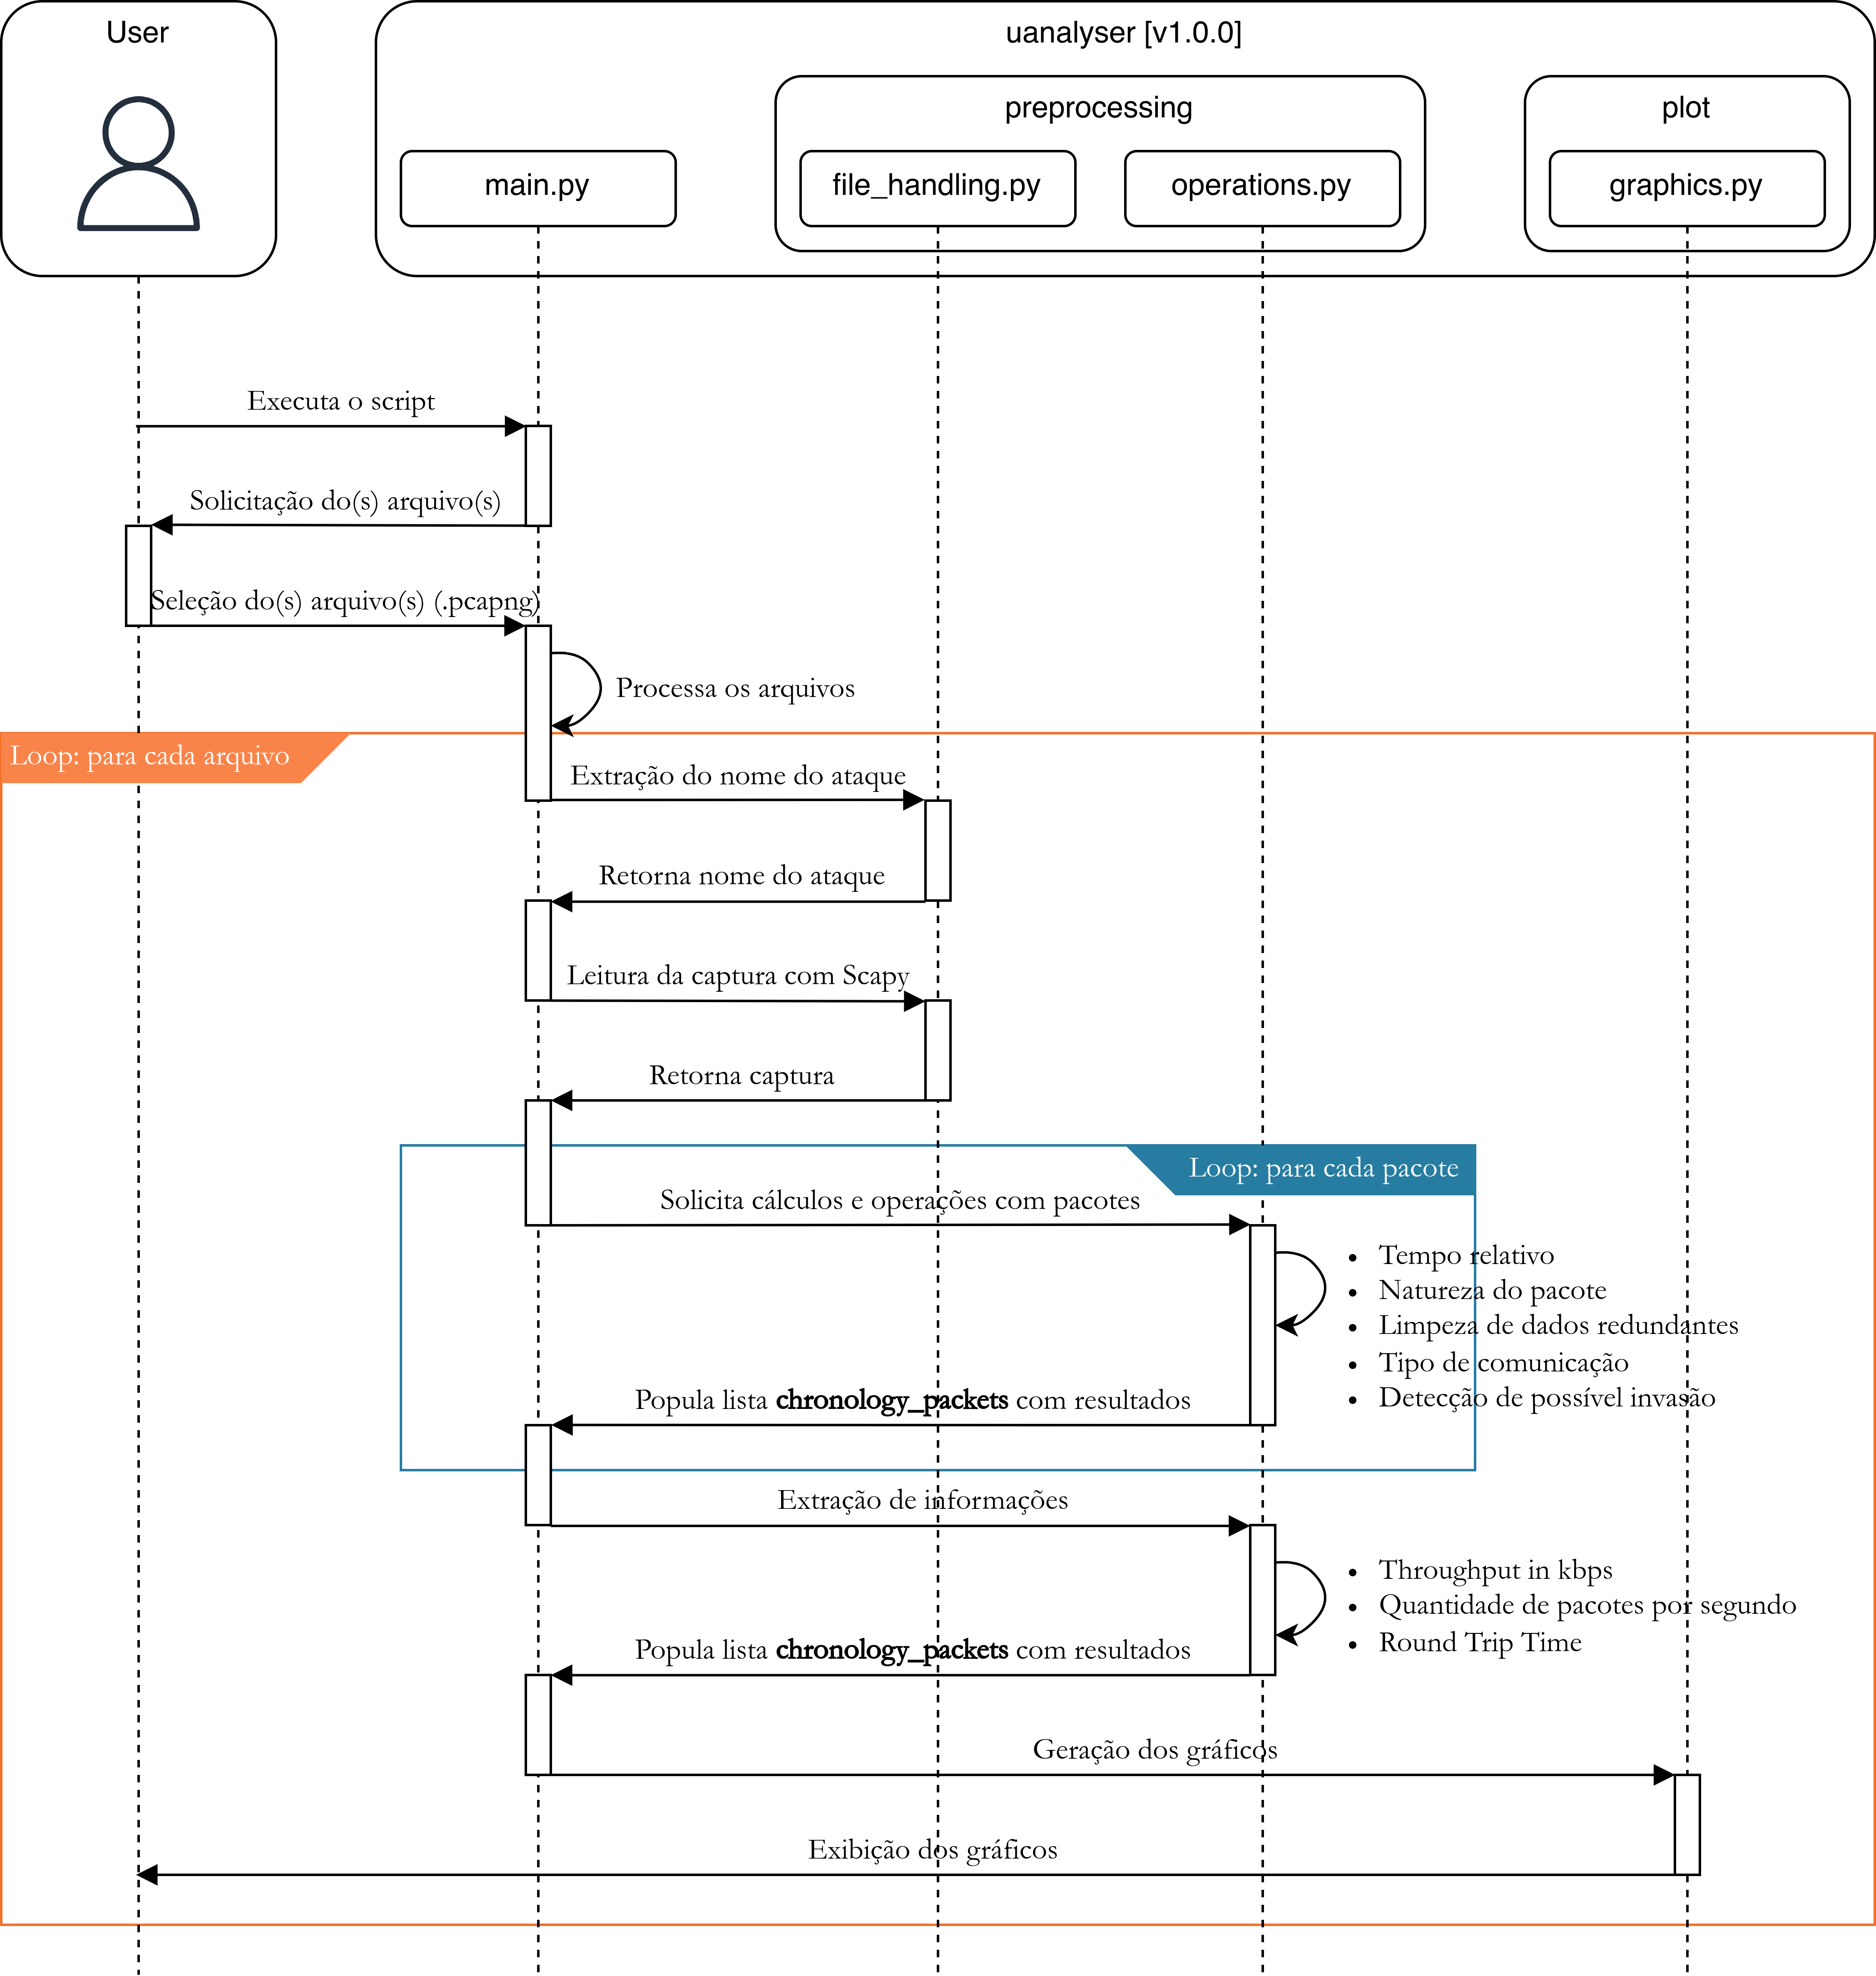 User
uanalyser [v1.0.0]
preprocessing
plot
main.py
file_handling.py
operations.py
graphics.py
Executa o script
Solicitação do(s) arquivo(s)
Seleção do(s) arquivo(s) (.pcapng)
Processa os arquivos
Loop: para cada arquivo
Extração do nome do ataque
Retorna nome do ataque
Leitura da captura com Scapy
Retorna captura
Loop: para cada pacote
Solicita cálculos e operações com pacotes
• Tempo relativo
• Natureza do pacote
• Limpeza de dados redundantes
• Tipo de comunicação
• Detecção de possível invasão
Popula lista chronology_packets com resultados
Extração de informações
• Throughput in kbps
• Quantidade de pacotes por segundo
• Round Trip Time
Popula lista chronology_packets com resultados
Geração dos gráficos
Exibição dos gráficos